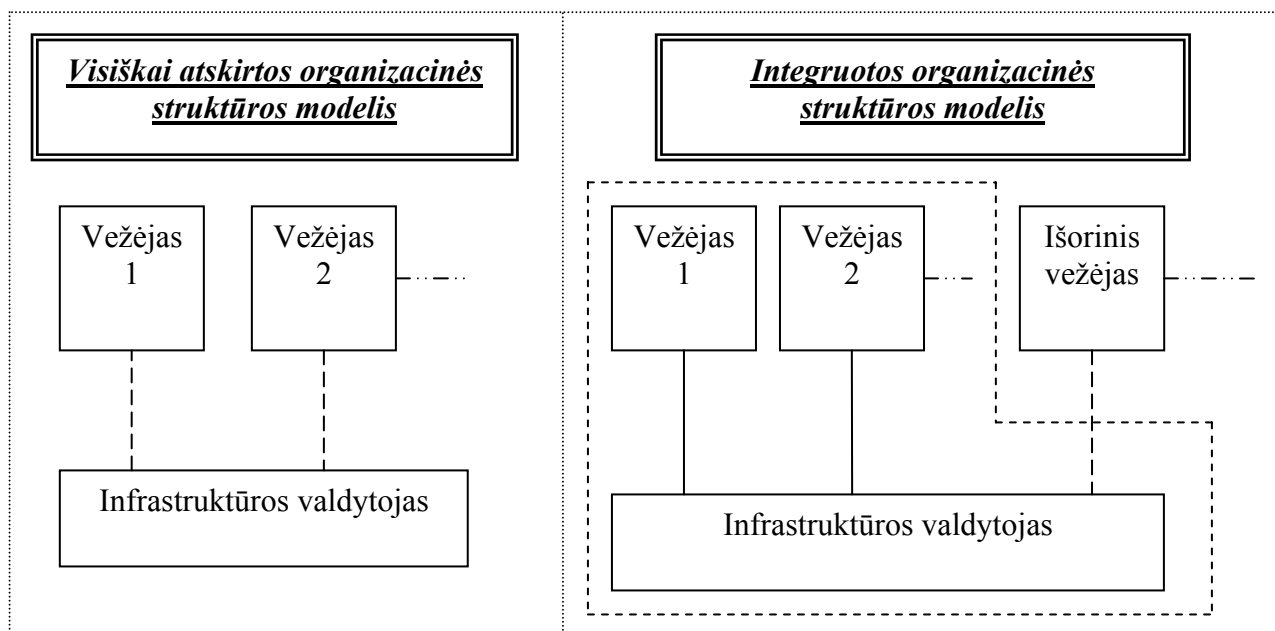 Visiškai atskirtos organizacinės
struktūros modelis
Integruotos organizacinės
struktūros modelis
Vežėjas
1
Vežėjas
2
Infrastruktūros valdytojas
Vežėjas
1
Vežėjas
2
Išorinis
vežėjas
Infrastruktūros valdytojas